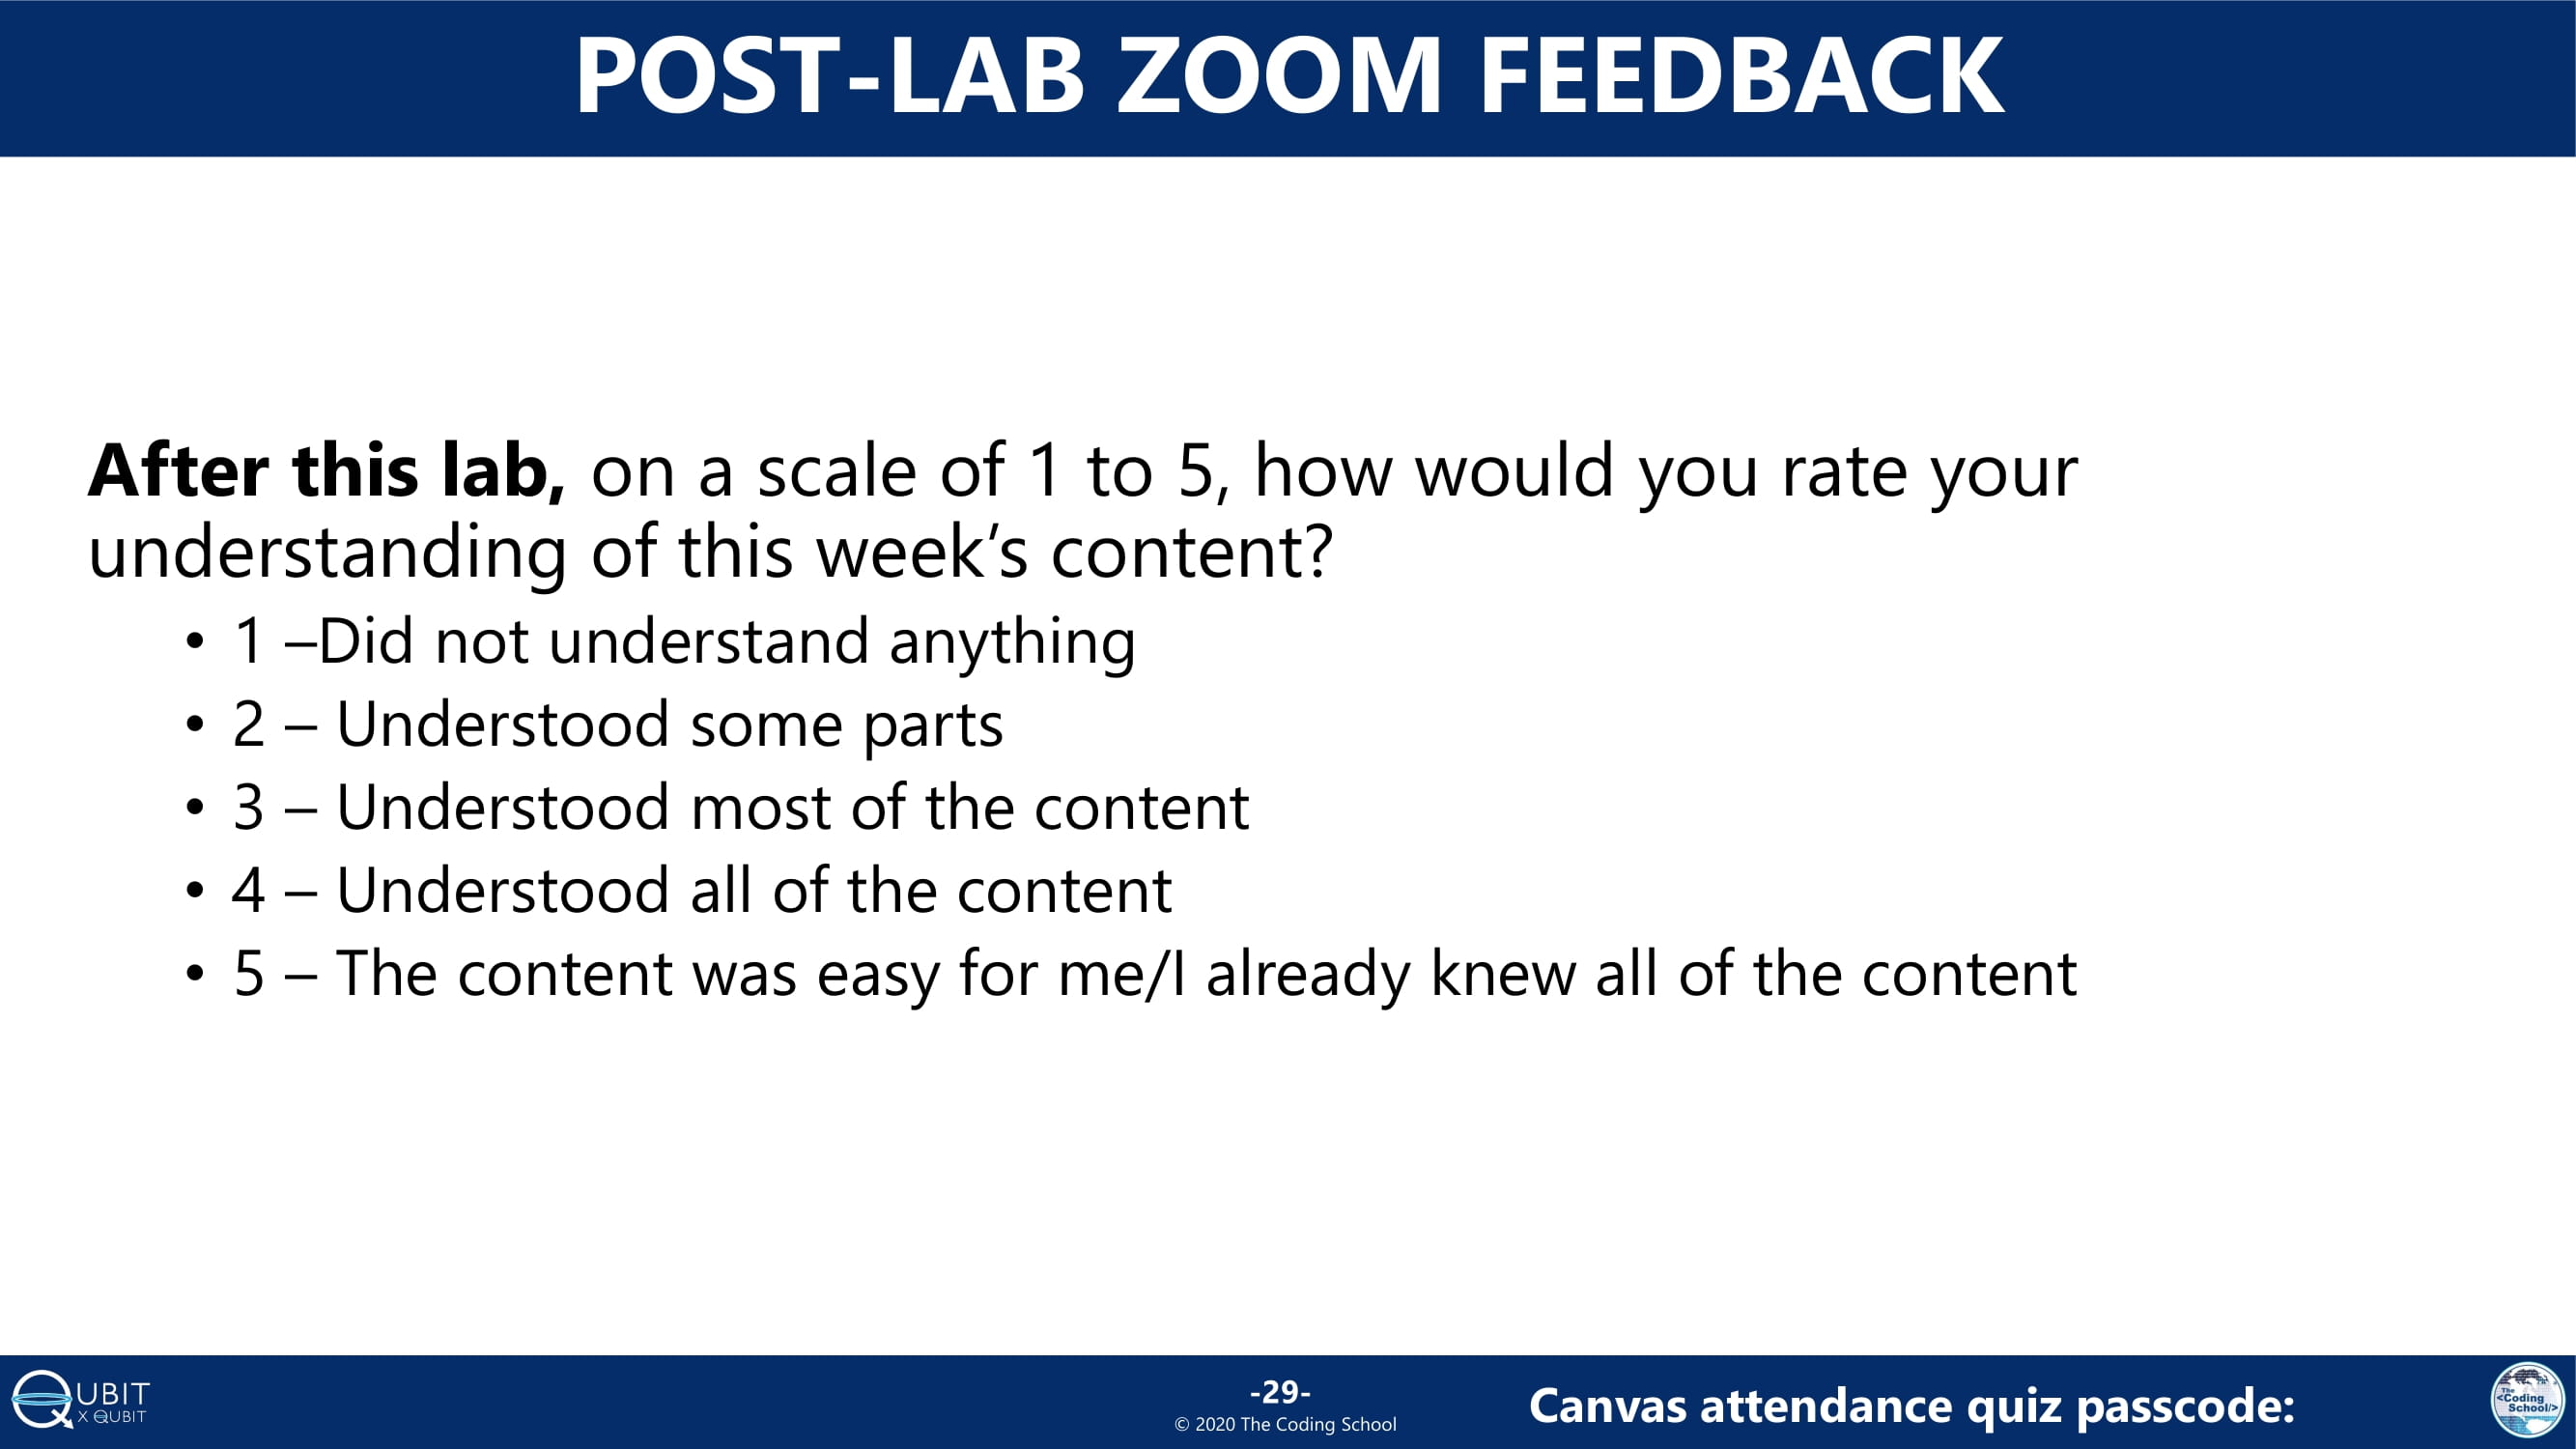 POST-LAB ZOOM FEEDBACK
After this lab, on a scale of 1 to 5, how would you rate your
understanding of this week‘s content?
• 1 –Did not understand anything
• 2 – Understood some parts
• 3 – Understood most of the content
• 4 – Understood all of the content
• 5 – The content was easy for me/I already knew all of the content
QUBIT
X QUBIT
-29-
© 2020 The Coding School
Canvas attendance quiz passcode:
The
<Coding
School/>